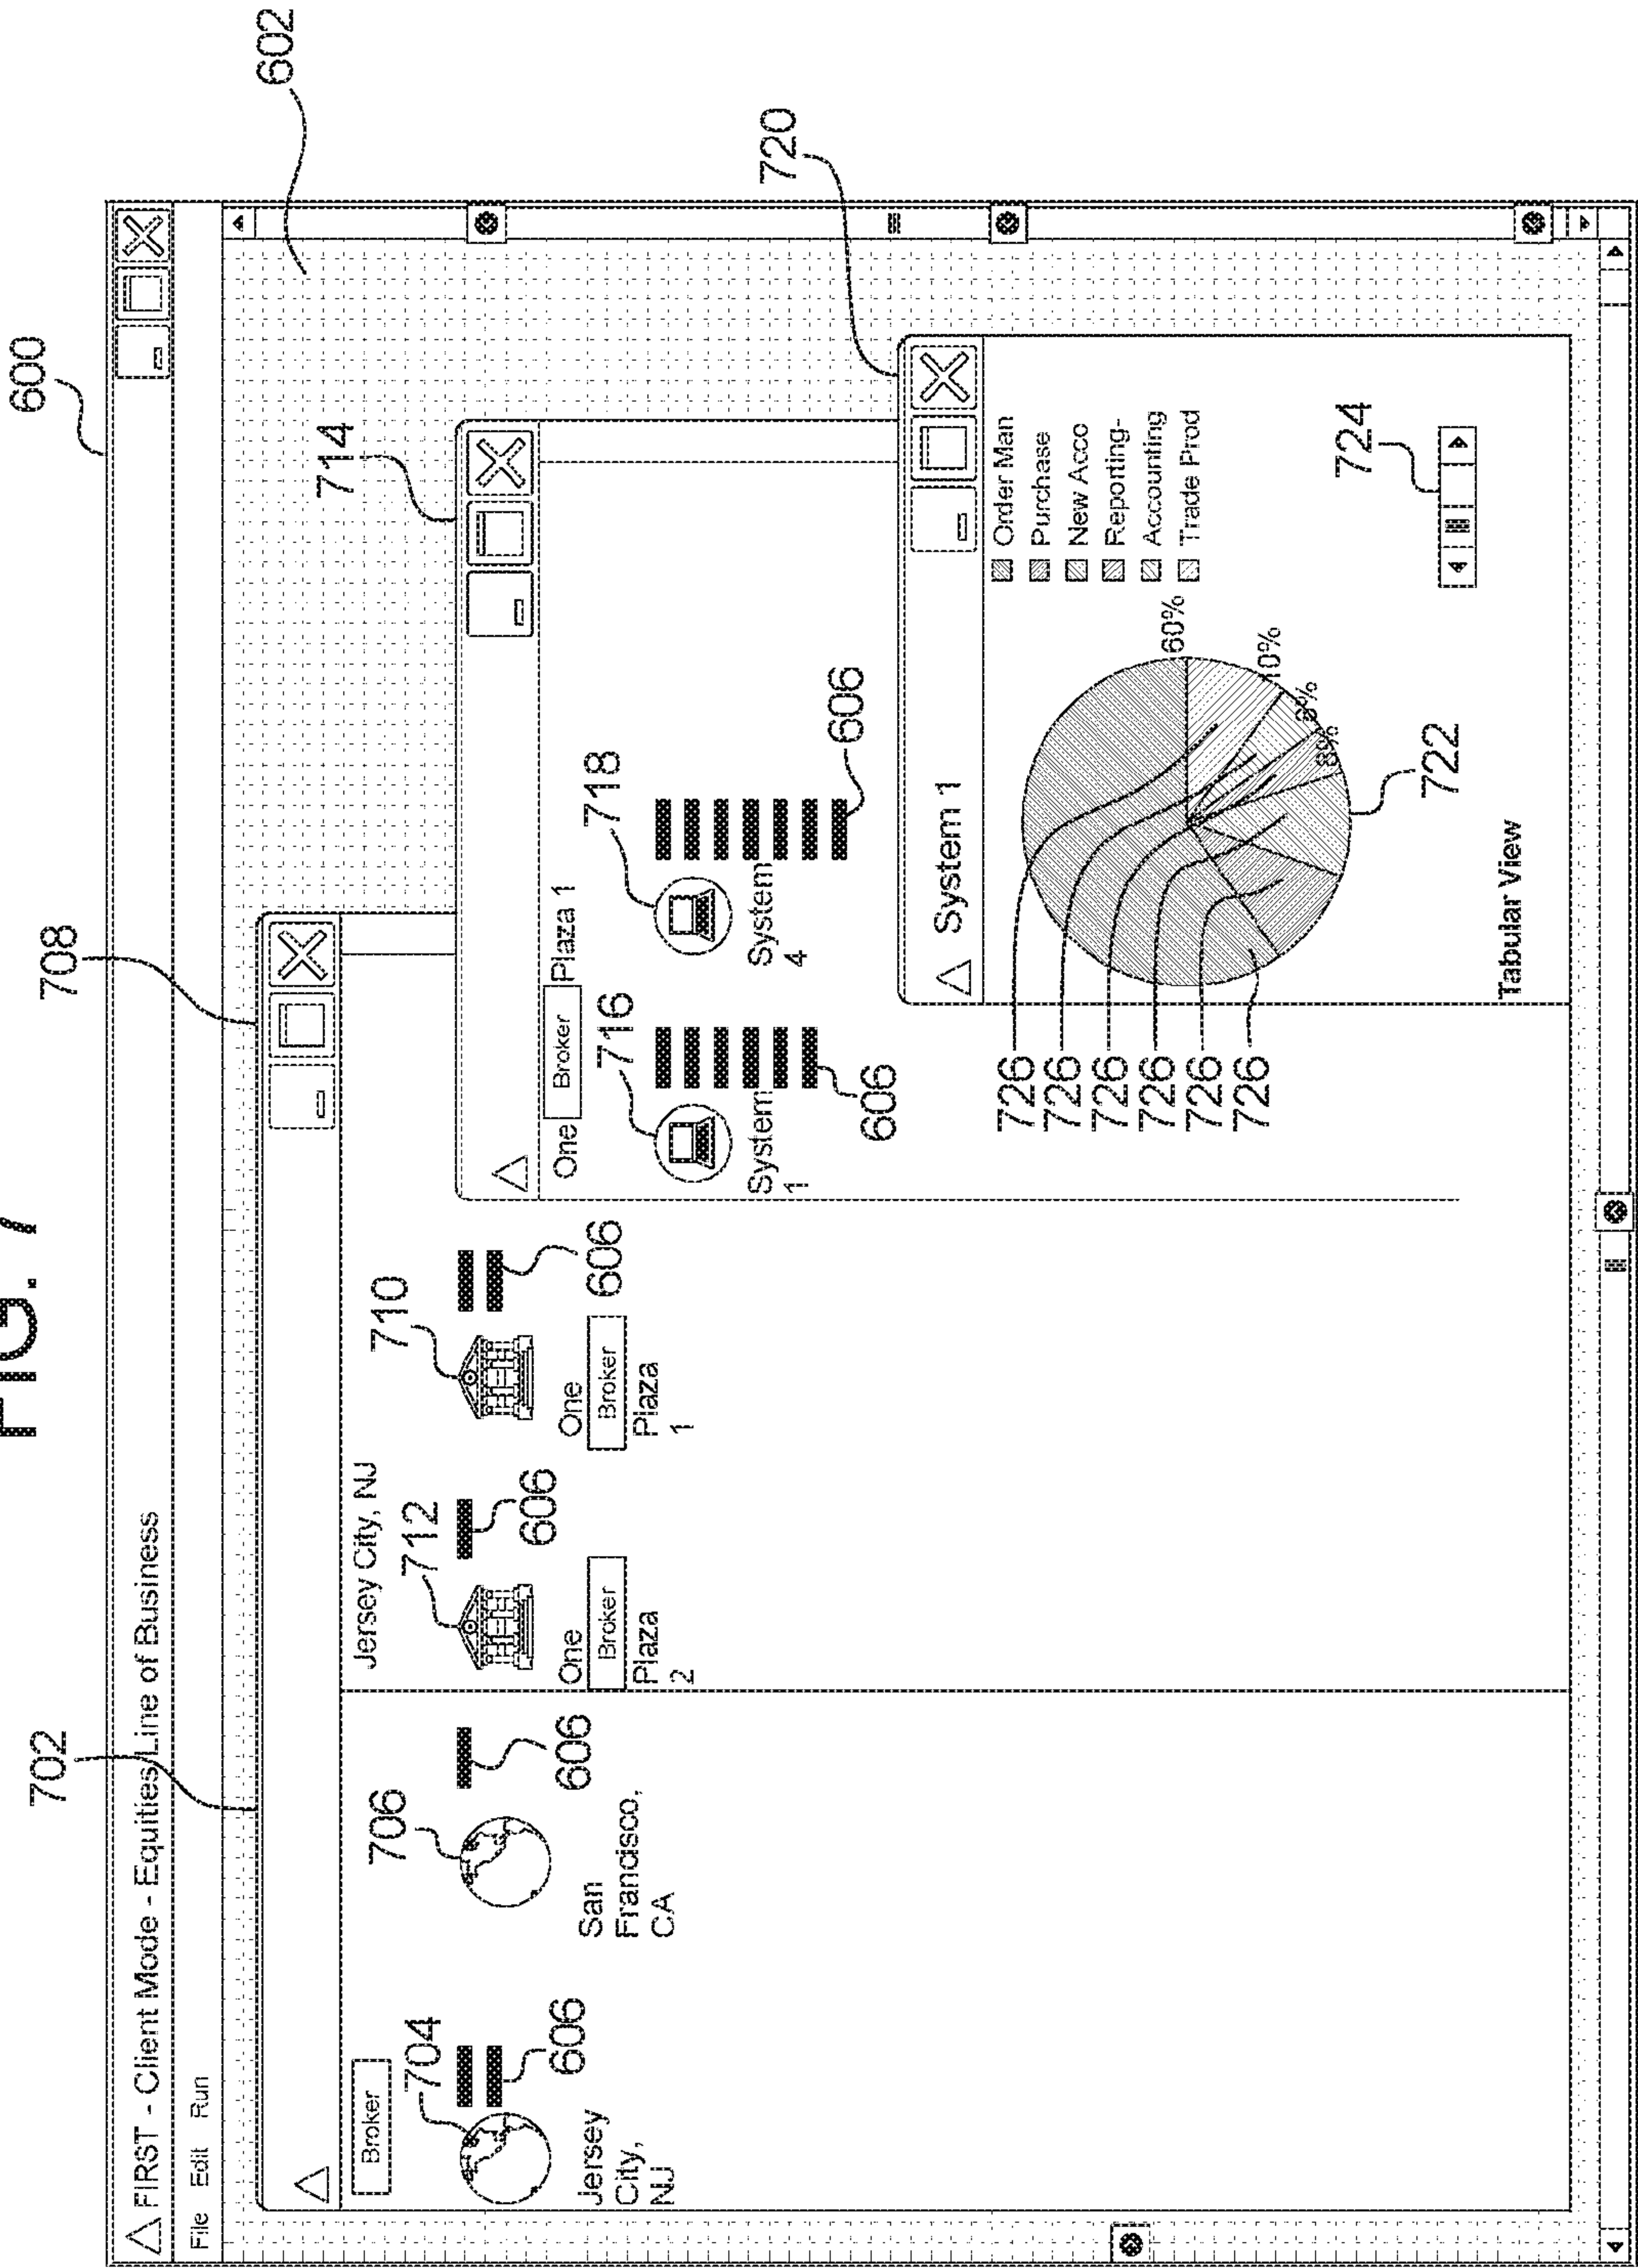 FIG. 7
600
602
△ FIRST - Client Mode - Equities/Line of Business
File Edit Run
702
708
714
720
Broker
704
606
Jersey
City,
NJ
706
606
San
Francisco,
CA
Jersey City, NJ
712
606
One
Broker
Plaza
2
710
606
One
Broker
Plaza
1
One Broker Plaza 1
716
606
System
1
718
606
System
4
System 1
Order Man
Purchase
New Acco
Reporting-
Accounting
Trade Prod
60%
10%
8%
722
724
726
726
726
726
726
726
Tabular View